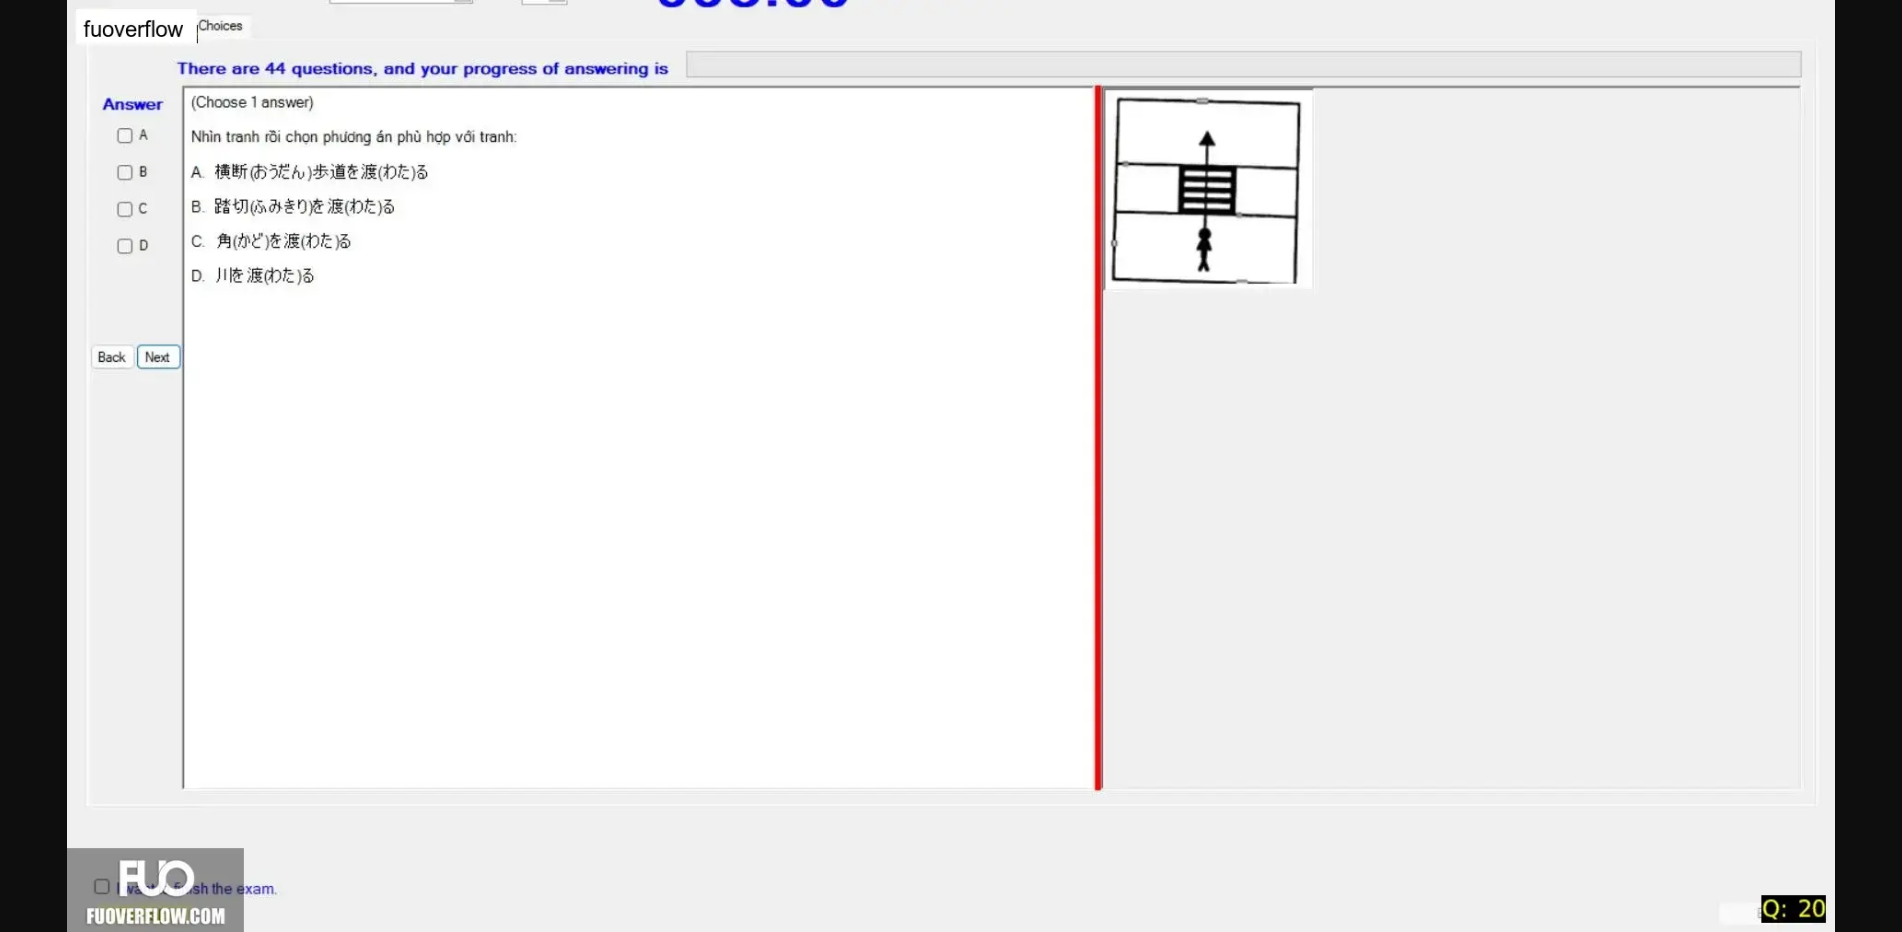 fuoverflow
Choices
There are 44 questions, and your progress of answering is
Answer
(Choose 1 answer)
A
Nhìn tranh rồi chọn phương án phù hợp với tranh:
B
A. 横断(おうだん)歩道を渡(わた)る
C
B. 踏切(ふみきり)を渡(わた)る
D
C. 角(かど)を渡(わた)る
D. 川を渡(わた)る
Back
Next
FUO
the exam.
FUOVERFLOW.COM
Q: 20